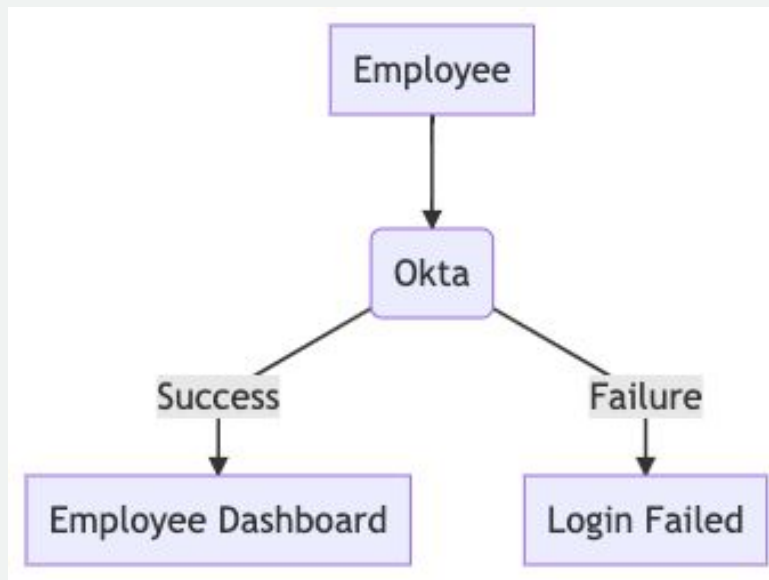 Employee
Okta
Success
Failure
Employee Dashboard
Login Failed